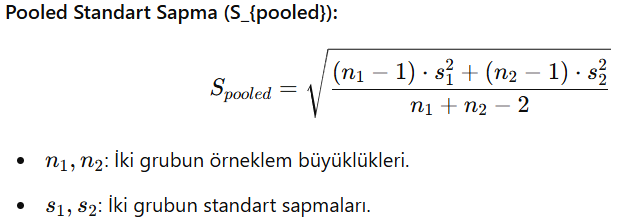 Pooled Standart Sapma (S_{pooled}):
S_{pooled} = \sqrt{\frac{(n_1 - 1) \cdot s_1^2 + (n_2 - 1) \cdot s_2^2}{n_1 + n_2 - 2}}
• n_1, n_2: İki grubun örneklem büyüklükleri.
• s_1, s_2: İki grubun standart sapmaları.